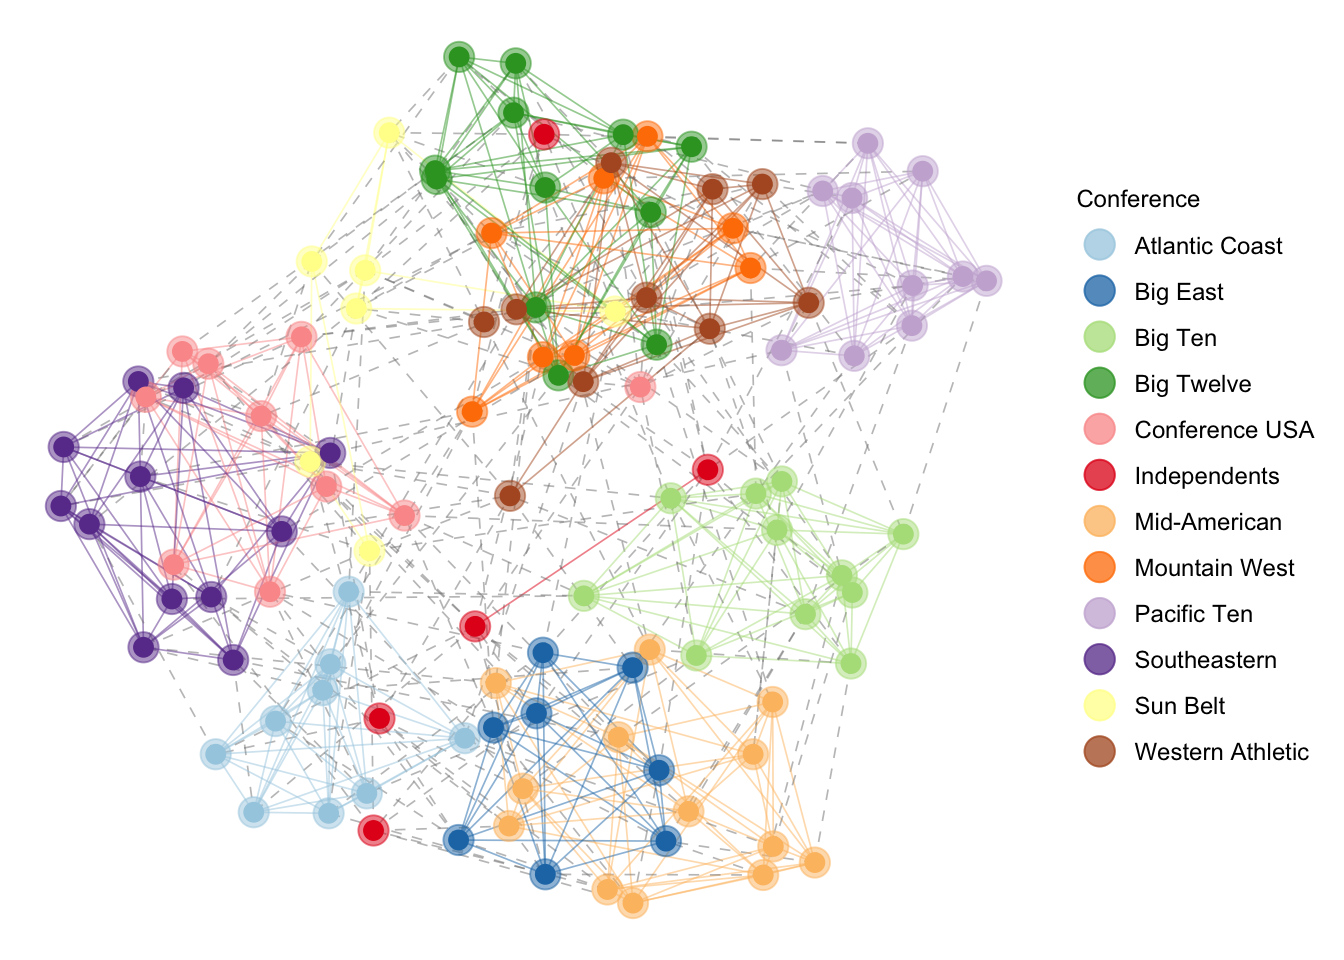 Conference
Atlantic Coast
Big East
Big Ten
Big Twelve
Conference USA
Independents
Mid-American
Mountain West
Pacific Ten
Southeastern
Sun Belt
Western Athletic